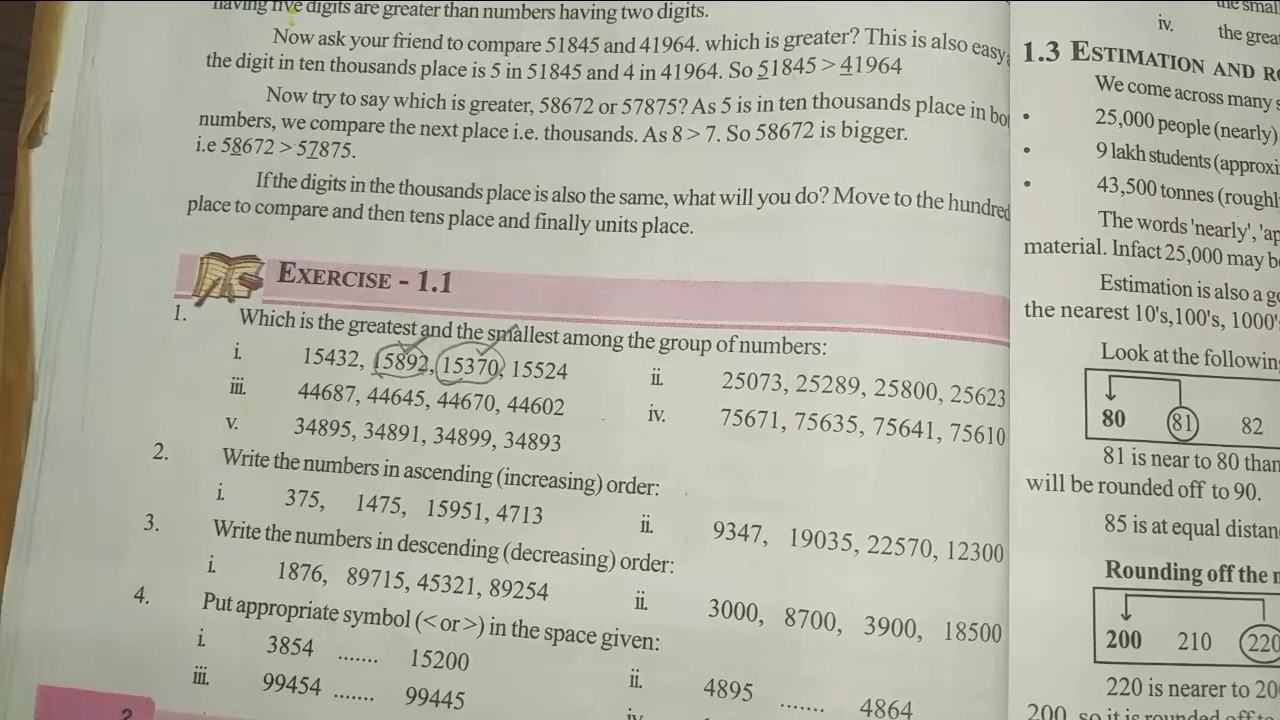 having five digits are greater than numbers having two digits.
Now ask your friend to compare 51845 and 41964. which is greater? This is also easy,
the digit in ten thousands place is 5 in 51845 and 4 in 41964. So 51845 > 41964
Now try to say which is greater, 58672 or 57875? As 5 is in ten thousands place in
numbers, we compare the next place i.e. thousands. As 8 > 7. So 58672 is bigger.
i.e 58672 > 57875.
If the digits in the thousands place is also the same, what will you do? Move to the hundred
place to compare and then tens place and finally units place.
EXERCISE - 1.1
1. Which is the greatest and the smallest among the group of numbers:
i. 15432, 15892, 15370, 15524 ii. 25073, 25289, 25800, 25623
iii. 44687, 44645, 44670, 44602 iv. 75671, 75635, 75641, 75610
v. 34895, 34891, 34899, 34893
2. Write the numbers in ascending (increasing) order:
i. 375, 1475, 15951, 4713 ii. 9347, 19035, 22570, 12300
3. Write the numbers in descending (decreasing) order:
i. 1876, 89715, 45321, 89254 ii. 3000, 8700, 3900, 18500
4. Put appropriate symbol (< or >) in the space given:
i. 3854 ....... 15200 ii. 4895 ....... 4864
iii. 99454 ....... 99445 iv.
2
the smal
iv. the grea
1.3 ESTIMATION AND RO
We come across many s
• 25,000 people (nearly)
• 9 lakh students (approxi
• 43,500 tonnes (roughl
The words 'nearly', 'ap
material. Infact 25,000 may b
Estimation is also a g
the nearest 10's,100's, 1000'
Look at the following
80 81 82
81 is near to 80 than
will be rounded off to 90.
85 is at equal distan
Rounding off the n
200 210 220
220 is nearer to 20
200, so it is rounded off to